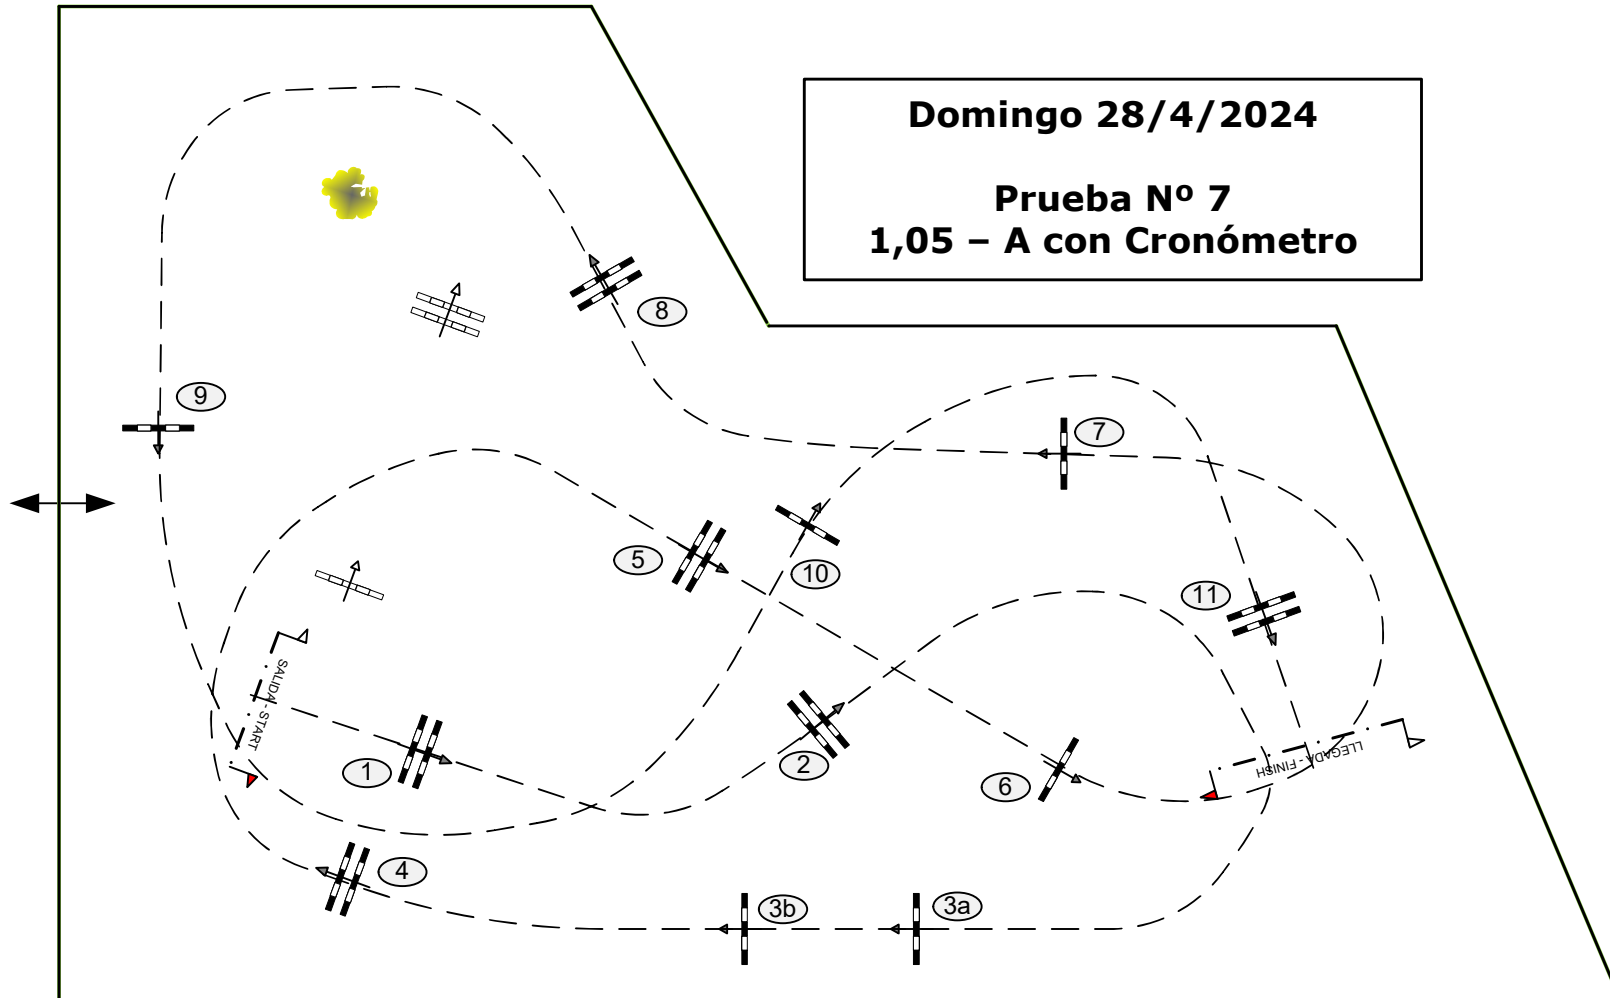 Domingo 28/4/2024
Prueba Nº 7
1,05 – A con Cronómetro
8
9
7
5
10
11
SALIDA - START
1
2
6
LLEGADA - FINISH
4
3b
3a